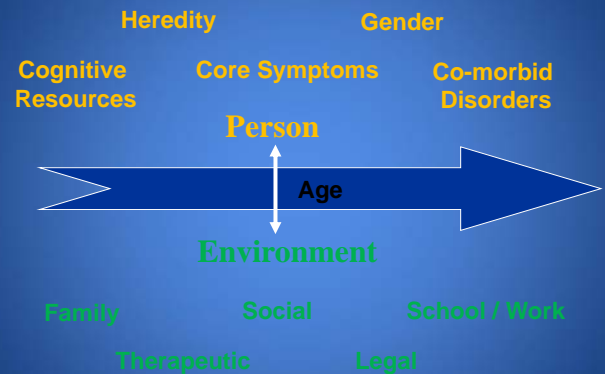 Heredity Gender
Cognitive Resources Core Symptoms Co-morbid Disorders
Person
Age
Environment
Family Social School / Work
Therapeutic Legal